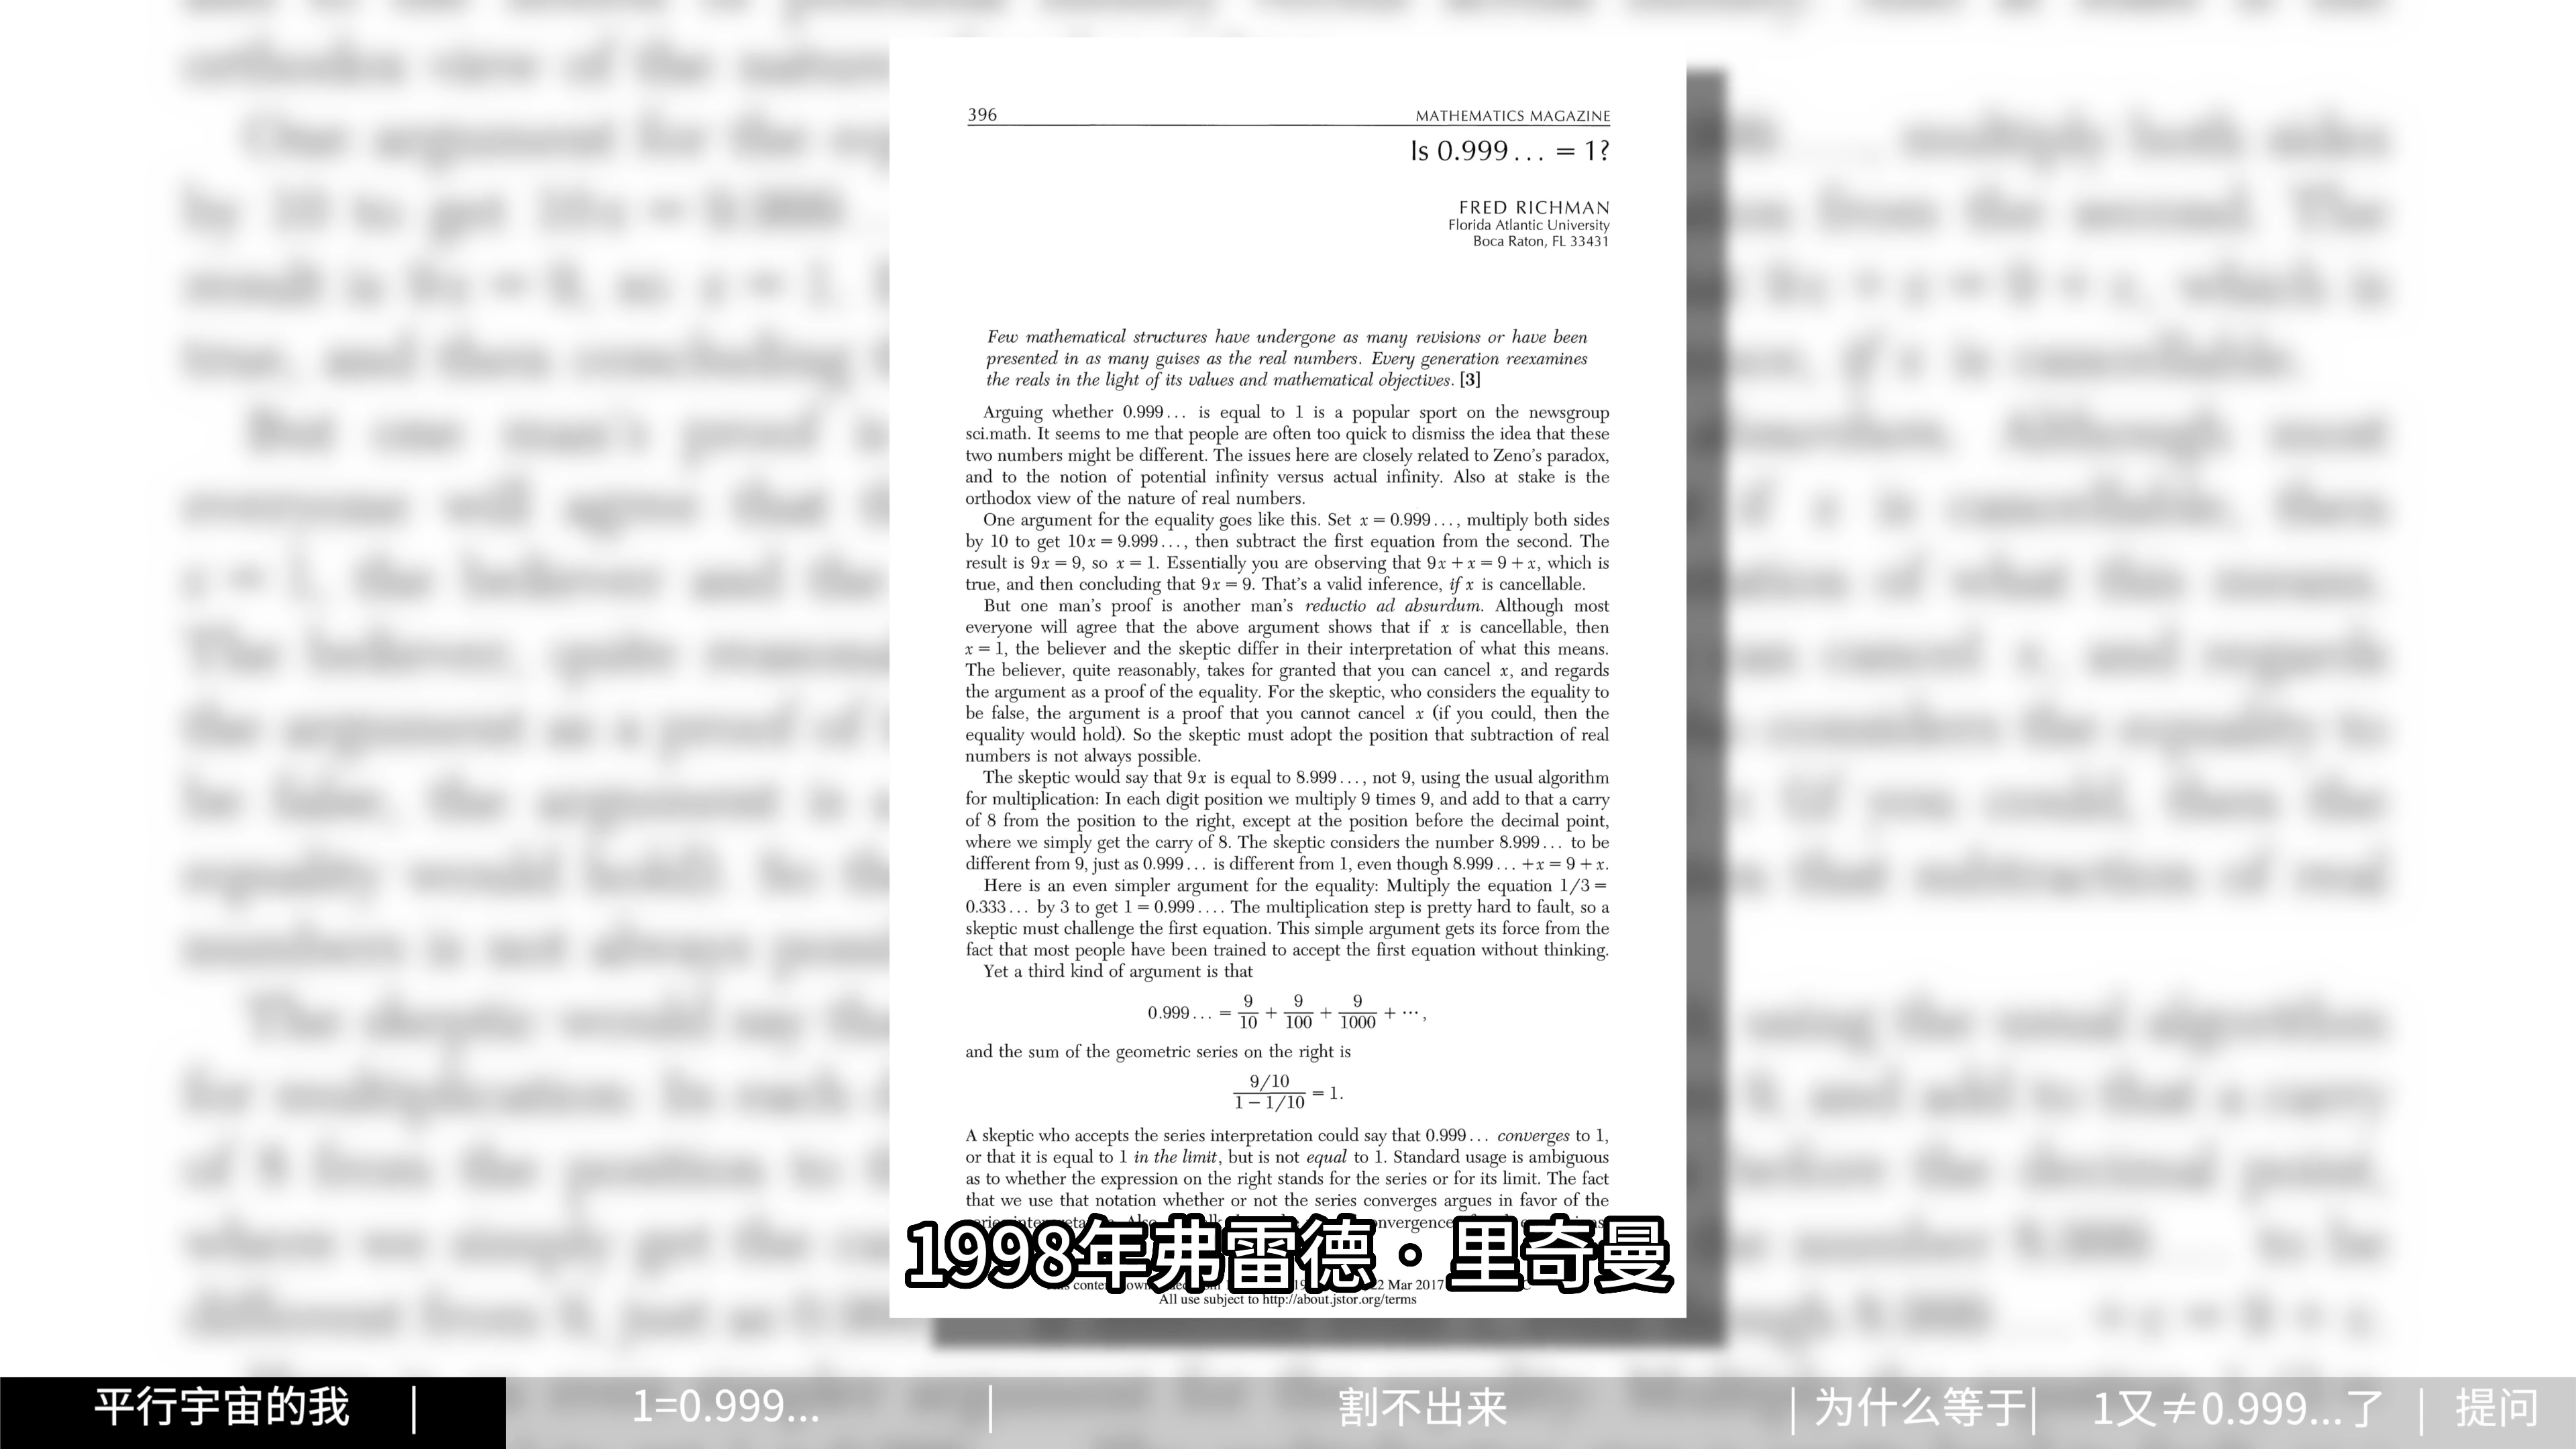 396
MATHEMATICS MAGAZINE
Is 0.999... = 1?
FRED RICHMAN
Florida Atlantic University
Boca Raton, FL 33431
Few mathematical structures have undergone as many revisions or have been
presented in as many guises as the real numbers. Every generation reexamines
the reals in the light of its values and mathematical objectives. [3]
Arguing whether 0.999... is equal to 1 is a popular sport on the newsgroup
sci.math. It seems to me that people are often too quick to dismiss the idea that these
two numbers might be different. The issues here are closely related to Zeno's paradox,
and to the notion of potential infinity versus actual infinity. Also at stake is the
orthodox view of the nature of real numbers.
One argument for the equality goes like this. Set x = 0.999..., multiply both sides
by 10 to get 10x = 9.999..., then subtract the first equation from the second. The
result is 9x = 9, so x = 1. Essentially you are observing that 9x + x = 9 + x, which is
true, and then concluding that 9x = 9. That's a valid inference, if x is cancellable.
But one man's proof is another man's reductio ad absurdum. Although most
everyone will agree that the above argument shows that if x is cancellable, then
x = 1, the believer and the skeptic differ in their interpretation of what this means.
The believer, quite reasonably, takes for granted that you can cancel x, and regards
the argument as a proof of the equality. For the skeptic, who considers the equality to
be false, the argument is a proof that you cannot cancel x (if you could, then the
equality would hold). So the skeptic must adopt the position that subtraction of real
numbers is not always possible.
The skeptic would say that 9x is equal to 8.999..., not 9, using the usual algorithm
for multiplication: In each digit position we multiply 9 times 9, and add to that a carry
of 8 from the position to the right, except at the position before the decimal point,
where we simply get the carry of 8. The skeptic considers the number 8.999... to be
different from 9, just as 0.999... is different from 1, even though 8.999... +x = 9 + x.
Here is an even simpler argument for the equality: Multiply the equation 1/3 =
0.333... by 3 to get 1 = 0.999.... The multiplication step is pretty hard to fault, so a
skeptic must challenge the first equation. This simple argument gets its force from the
fact that most people have been trained to accept the first equation without thinking.
Yet a third kind of argument is that
0.999... = 9/10 + 9/100 + 9/1000 + ⋯,
and the sum of the geometric series on the right is
9/10 / 1 − 1/10 = 1.
A skeptic who accepts the series interpretation could say that 0.999... converges to 1,
or that it is equal to 1 in the limit, but is not equal to 1. Standard usage is ambiguous
as to whether the expression on the right stands for the series or for its limit. The fact
that we use that notation whether or not the series converges argues in favor of the
1998年弗雷德·里奇曼
2 Mar 2017
All use subject to http://about.jstor.org/terms
平行宇宙的我 | 1=0.999... | 割不出来 | 为什么等于 | 1又≠0.999...了 | 提问